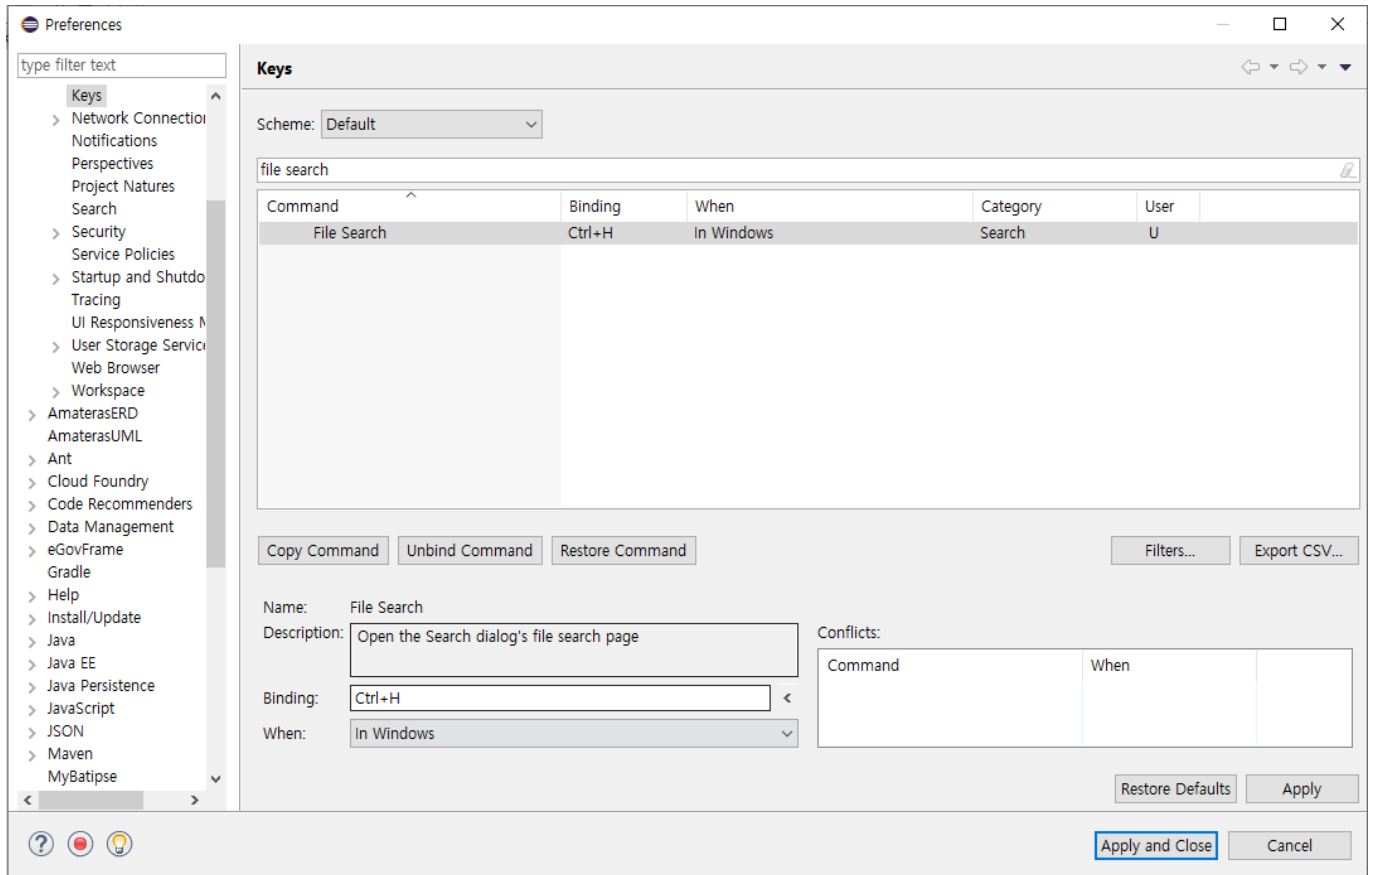 Preferences
type filter text
Keys
Network Connection
Notifications
Perspectives
Project Natures
Search
Security
Service Policies
Startup and Shutdo
Tracing
UI Responsiveness
User Storage Service
Web Browser
Workspace
AmaterasERD
AmaterasUML
Ant
Cloud Foundry
Code Recommenders
Data Management
eGovFrame
Gradle
Help
Install/Update
Java
Java EE
Java Persistence
JavaScript
JSON
Maven
MyBatipse
Keys
Scheme: Default
file search
Command Binding When Category User
File Search Ctrl+H In Windows Search U
Copy Command Unbind Command Restore Command Filters... Export CSV...
Name: File Search
Description: Open the Search dialog's file search page
Binding: Ctrl+H
When: In Windows
Conflicts:
Command When
Restore Defaults Apply
Apply and Close Cancel